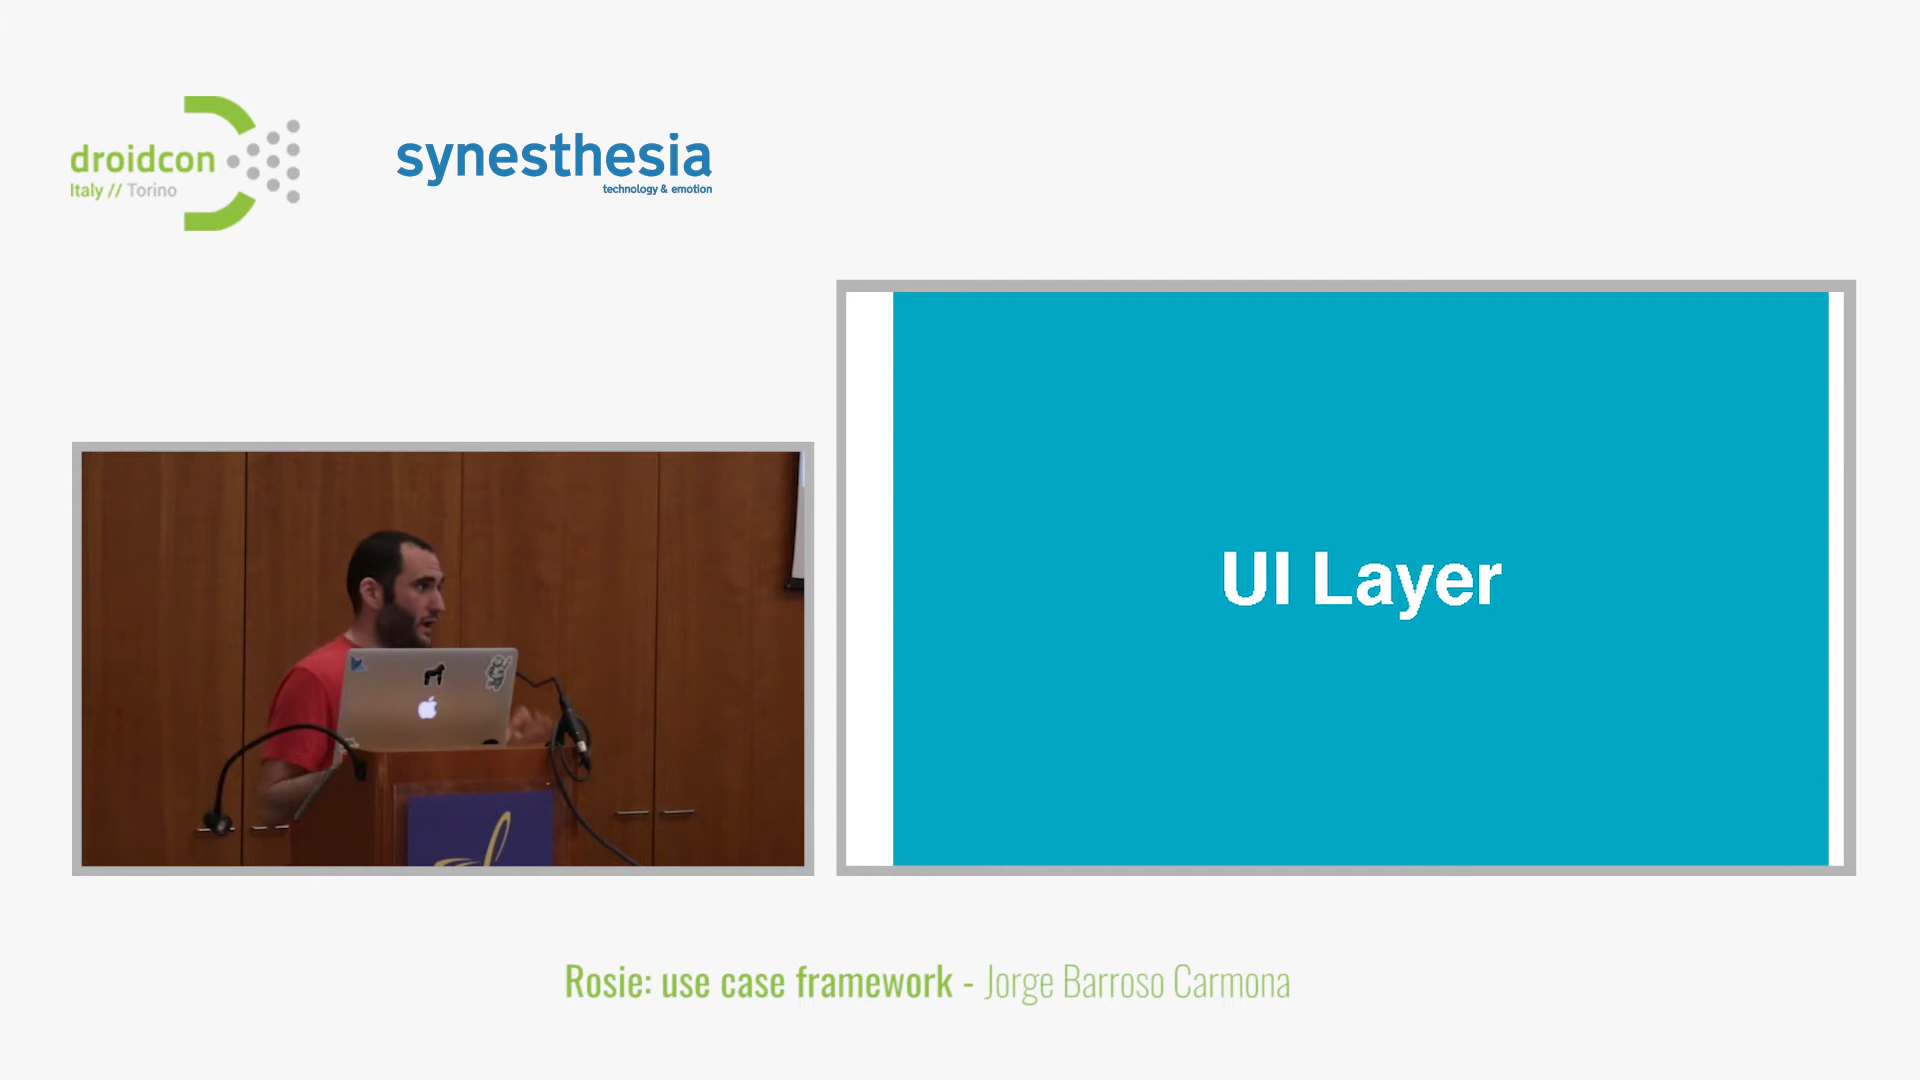 droidcon
Italy // Torino
synesthesia
technology & emotion
UI Layer
Rosie: use case framework - Jorge Barroso Carmona